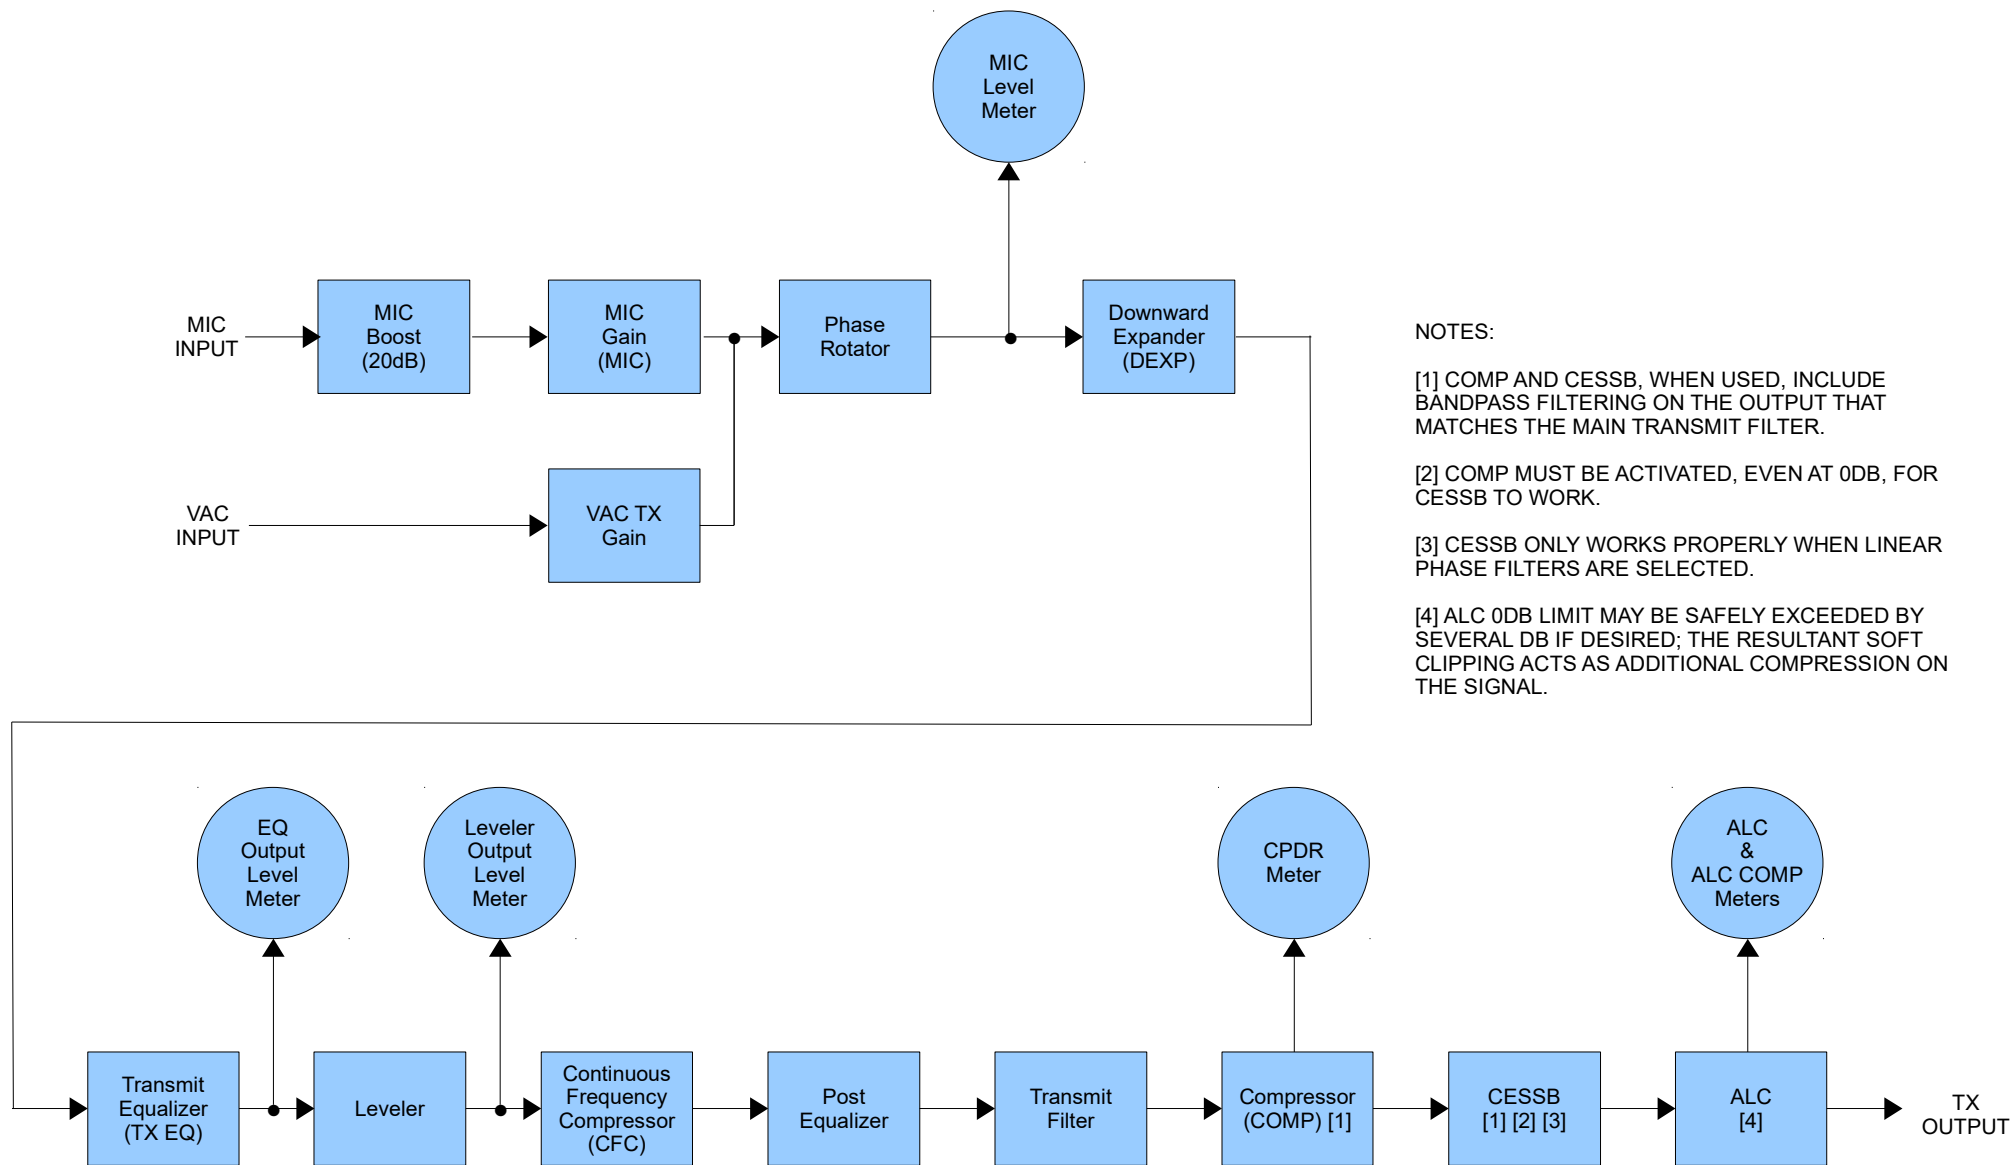 MIC
Level
Meter
MIC
INPUT
MIC
Boost
(20dB)
MIC
Gain
(MIC)
Phase
Rotator
Downward
Expander
(DEXP)
VAC
INPUT
VAC TX
Gain
NOTES:
[1] COMP AND CESSB, WHEN USED, INCLUDE
BANDPASS FILTERING ON THE OUTPUT THAT
MATCHES THE MAIN TRANSMIT FILTER.
[2] COMP MUST BE ACTIVATED, EVEN AT 0DB, FOR
CESSB TO WORK.
[3] CESSB ONLY WORKS PROPERLY WHEN LINEAR
PHASE FILTERS ARE SELECTED.
[4] ALC 0DB LIMIT MAY BE SAFELY EXCEEDED BY
SEVERAL DB IF DESIRED; THE RESULTANT SOFT
CLIPPING ACTS AS ADDITIONAL COMPRESSION ON
THE SIGNAL.
EQ
Output
Level
Meter
Leveler
Output
Level
Meter
CPDR
Meter
ALC
&
ALC COMP
Meters
Transmit
Equalizer
(TX EQ)
Leveler
Continuous
Frequency
Compressor
(CFC)
Post
Equalizer
Transmit
Filter
Compressor
(COMP) [1]
CESSB
[1] [2] [3]
ALC
[4]
TX
OUTPUT